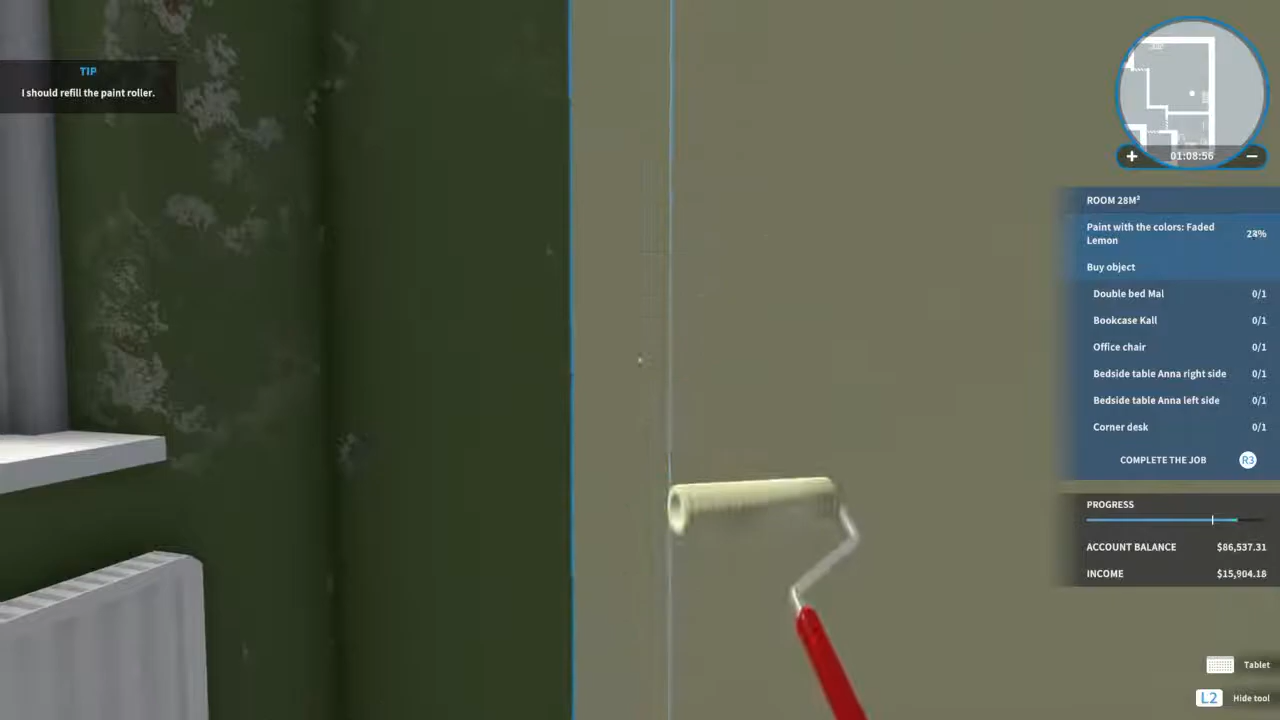 TIP
I should refill the paint roller.
+ 01:08:56 −
ROOM 28M²
Paint with the colors: Faded
Lemon
28%
Buy object
Double bed Mal 0/1
Bookcase Kall 0/1
Office chair 0/1
Bedside table Anna right side 0/1
Bedside table Anna left side 0/1
Corner desk 0/1
COMPLETE THE JOB R3
PROGRESS
ACCOUNT BALANCE $86,537.31
INCOME $15,904.18
Tablet
L2 Hide tool